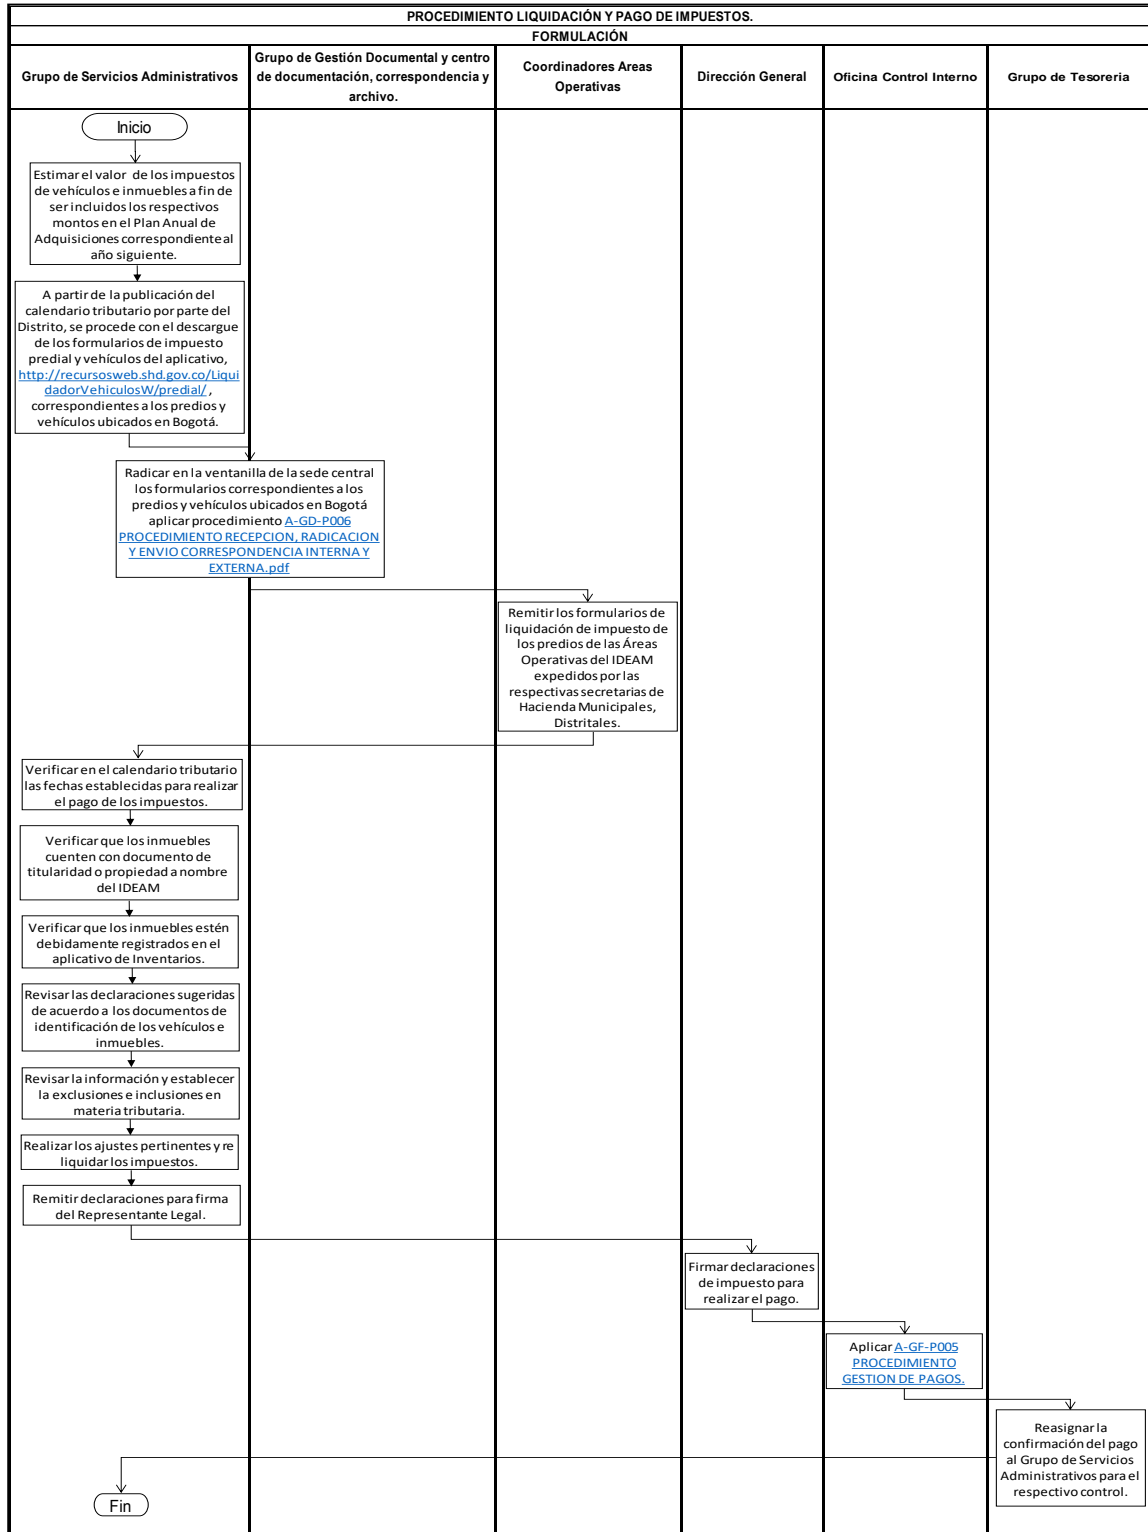 PROCEDIMIENTO LIQUIDACIÓN Y PAGO DE IMPUESTOS.
FORMULACIÓN
Grupo de Servicios Administrativos
Grupo de Gestión Documental y centro
de documentación, correspondencia y
archivo.
Coordinadores Areas
Operativas
Dirección General
Oficina Control Interno
Grupo de Tesoreria
Inicio
Estimar el valor de los impuestos
de vehículos e inmuebles a fin de
ser incluidos los respectivos
montos en el Plan Anual de
Adquisiciones correspondiente al
año siguiente.
A partir de la publicación del
calendario tributario por parte del
Distrito, se procede con el descargue
de los formularios de impuesto
predial y vehículos del aplicativo,
http://recursosweb.shd.gov.co/Liqui
dadorVehiculosW/predial/ ,
correspondientes a los predios y
vehículos ubicados en Bogotá.
Radicar en la ventanilla de la sede central
los formularios correspondientes a los
predios y vehículos ubicados en Bogotá
aplicar procedimiento A-GD-P006
PROCEDIMIENTO RECEPCION, RADICACION
Y ENVIO CORRESPONDENCIA INTERNA Y
EXTERNA.pdf
Remitir los formularios de
liquidación de impuesto de
los predios de las Áreas
Operativas del IDEAM
expedidos por las
respectivas secretarias de
Hacienda Municipales,
Distritales.
Verificar en el calendario tributario
las fechas establecidas para realizar
el pago de los impuestos.
Verificar que los inmuebles
cuenten con documento de
titularidad o propiedad a nombre
del IDEAM
Verificar que los inmuebles estén
debidamente registrados en el
aplicativo de Inventarios.
Revisar las declaraciones sugeridas
de acuerdo a los documentos de
identificación de los vehículos e
inmuebles.
Revisar la información y establecer
la exclusiones e inclusiones en
materia tributaria.
Realizar los ajustes pertinentes y re
liquidar los impuestos.
Remitir declaraciones para firma
del Representante Legal.
Firmar declaraciones
de impuesto para
realizar el pago.
Aplicar A-GF-P005
PROCEDIMIENTO
GESTION DE PAGOS.
Reasignar la
confirmación del pago
al Grupo de Servicios
Administrativos para el
respectivo control.
Fin